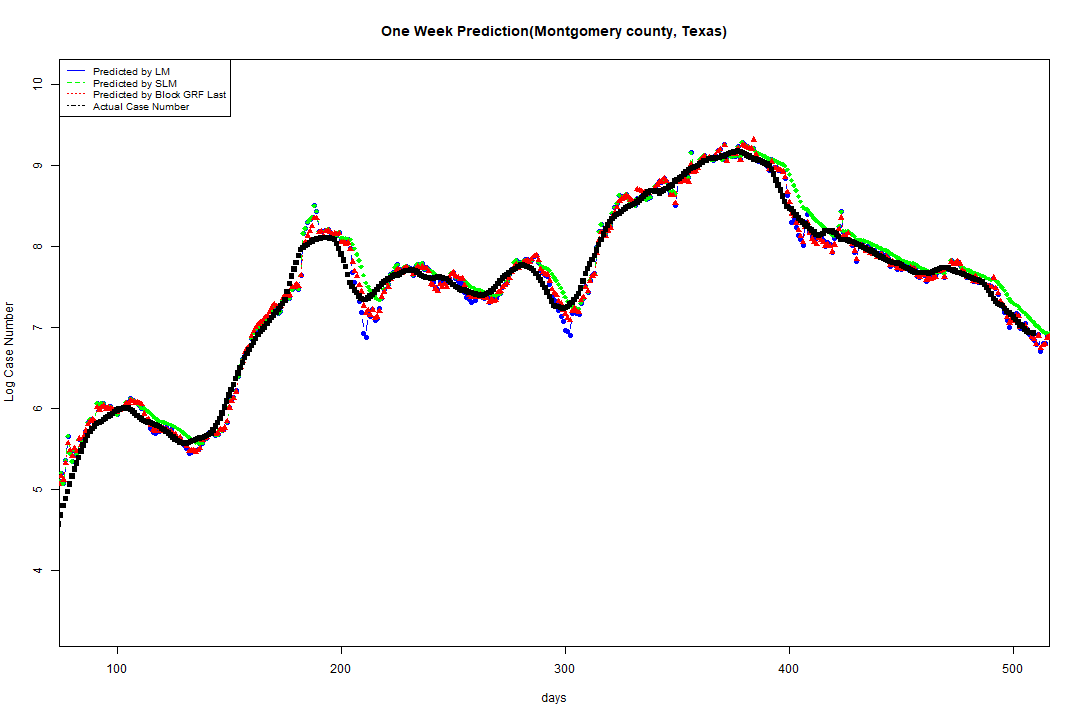 One Week Prediction(Montgomery county, Texas)
Predicted by LM
Predicted by SLM
Predicted by Block GRF Last
Actual Case Number
10
9
8
7
6
5
4
Log Case Number
100 200 300 400 500
days